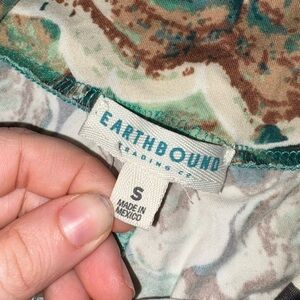 EARTHBOUND
TRADING CO.
S
MADE IN
MEXICO